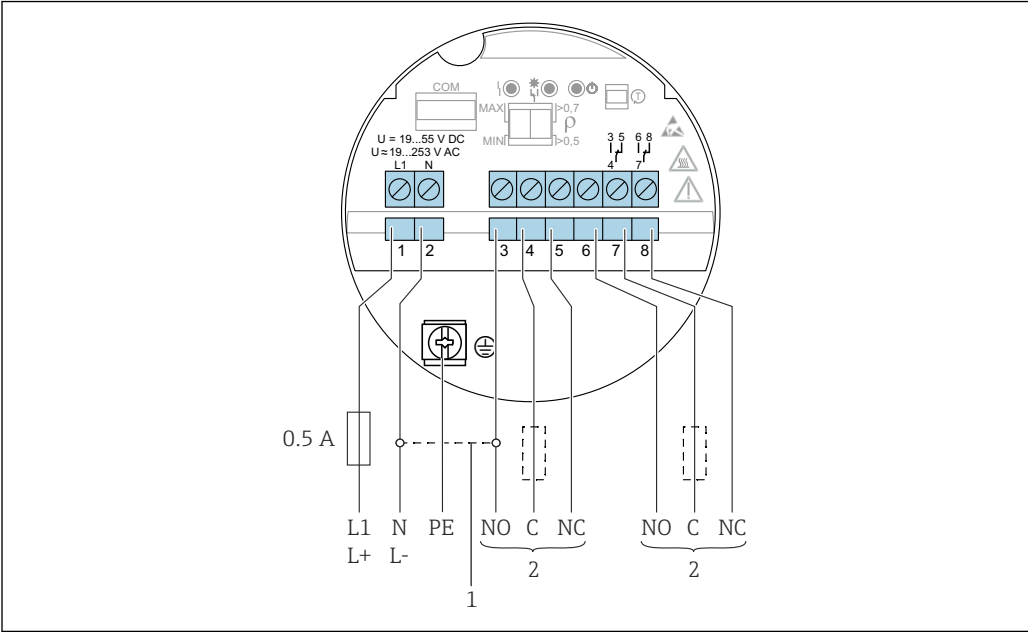 COM
MAX
>0,7
ρ
MIN
>0,5
T
U = 19...55 V DC
U ≈ 19...253 V AC
L1 N
3 5 6 8
4 7
1 2 3 4 5 6 7 8
0.5 A
L1 N PE NO C NC NO C NC
L+ L- 2 2
1